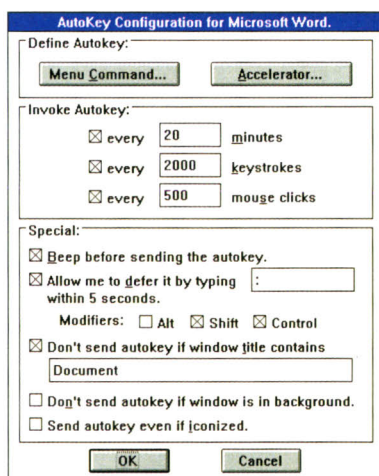 AutoKey Configuration for Microsoft Word.
Define Autokey:
Menu Command... Accelerator...
Invoke Autokey:
every 20 minutes
every 2000 keystrokes
every 500 mouse clicks
Special:
Beep before sending the autokey.
Allow me to defer it by typing :
within 5 seconds.
Modifiers: Alt Shift Control
Don't send autokey if window title contains
Document
Don't send autokey if window is in background.
Send autokey even if iconized.
OK Cancel